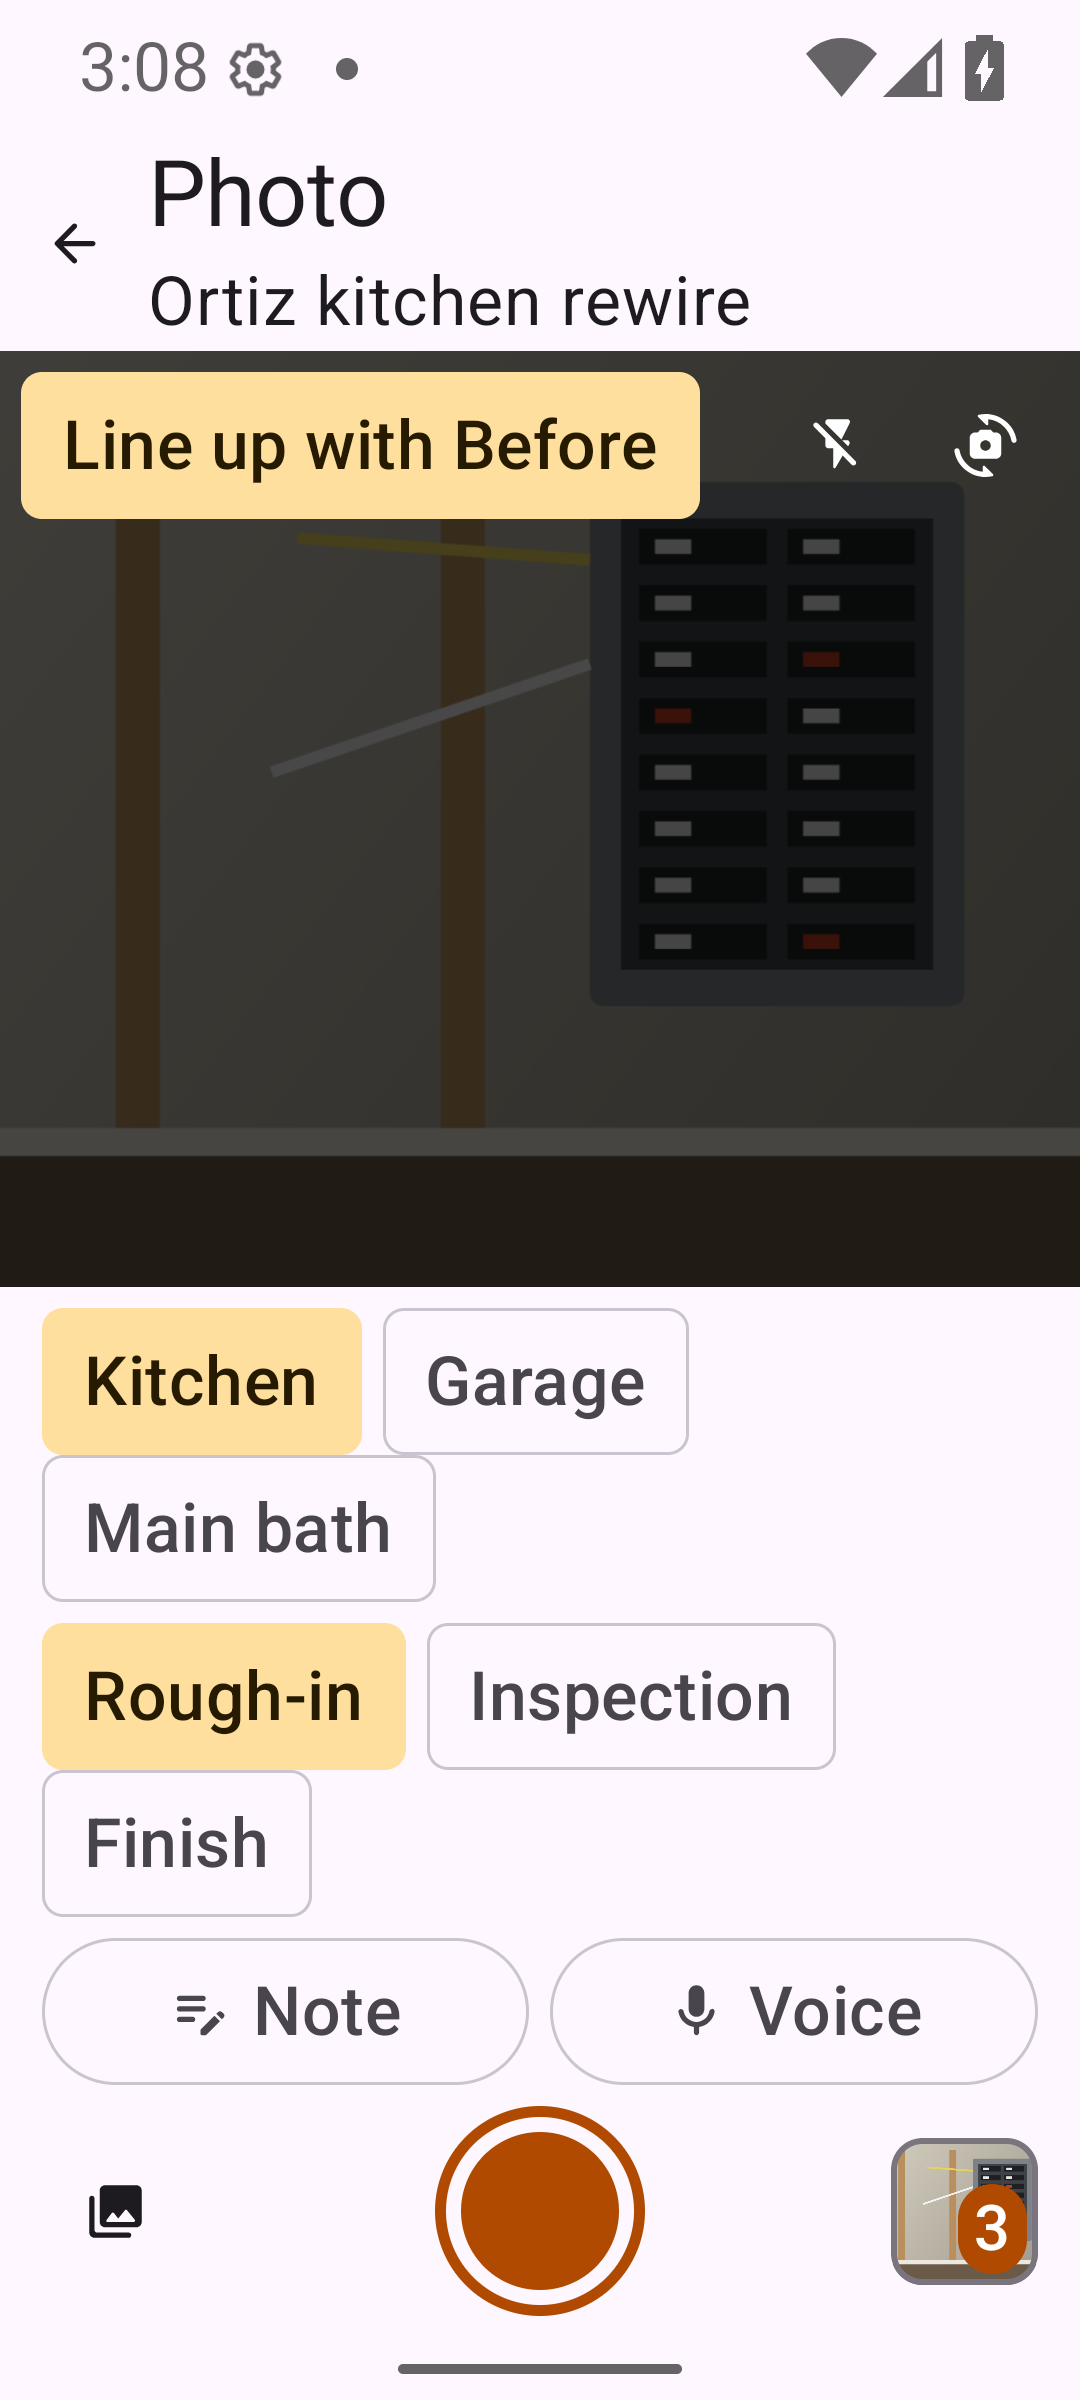 3:08
Photo
Ortiz kitchen rewire
Line up with Before
Kitchen
Garage
Main bath
Rough-in
Inspection
Finish
Note
Voice
3